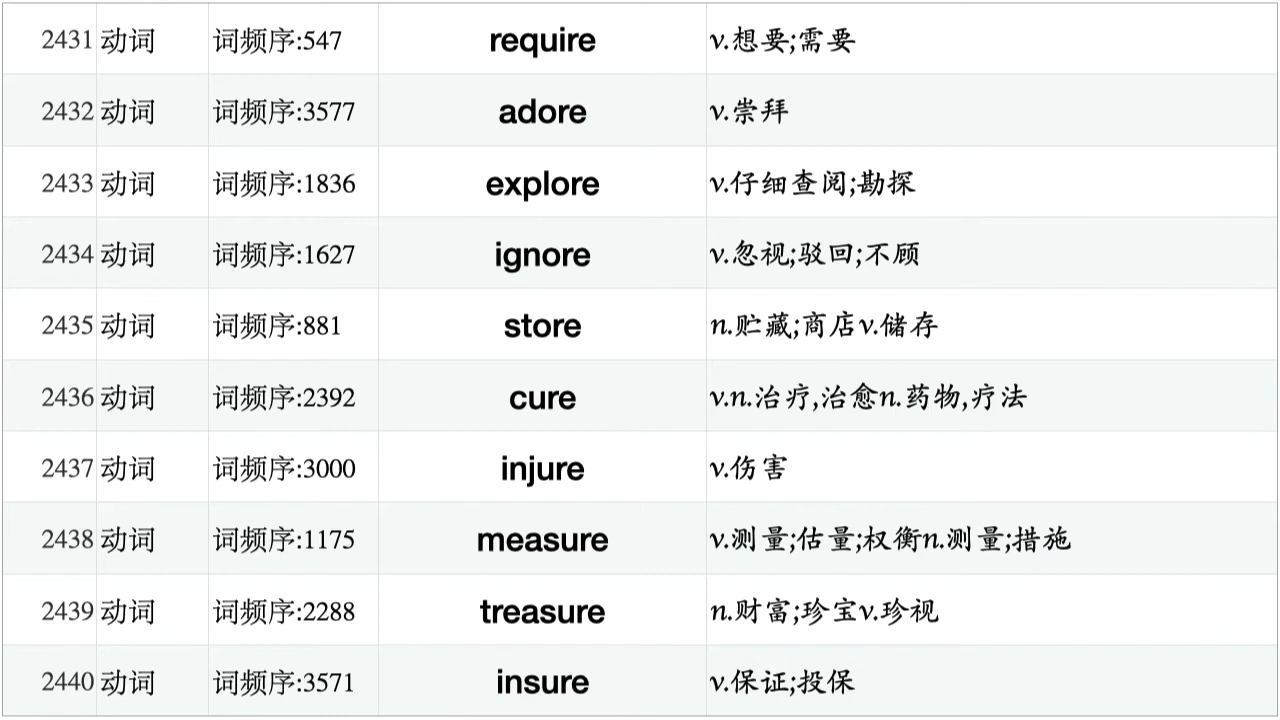 2431 动词 词频序:547 require v.想要;需要
2432 动词 词频序:3577 adore v.崇拜
2433 动词 词频序:1836 explore v.仔细查阅;勘探
2434 动词 词频序:1627 ignore v.忽视;驳回;不顾
2435 动词 词频序:881 store n.贮藏;商店v.储存
2436 动词 词频序:2392 cure v.n.治疗,治愈n.药物,疗法
2437 动词 词频序:3000 injure v.伤害
2438 动词 词频序:1175 measure v.测量;估量;权衡n.测量;措施
2439 动词 词频序:2288 treasure n.财富;珍宝v.珍视
2440 动词 词频序:3571 insure v.保证;投保